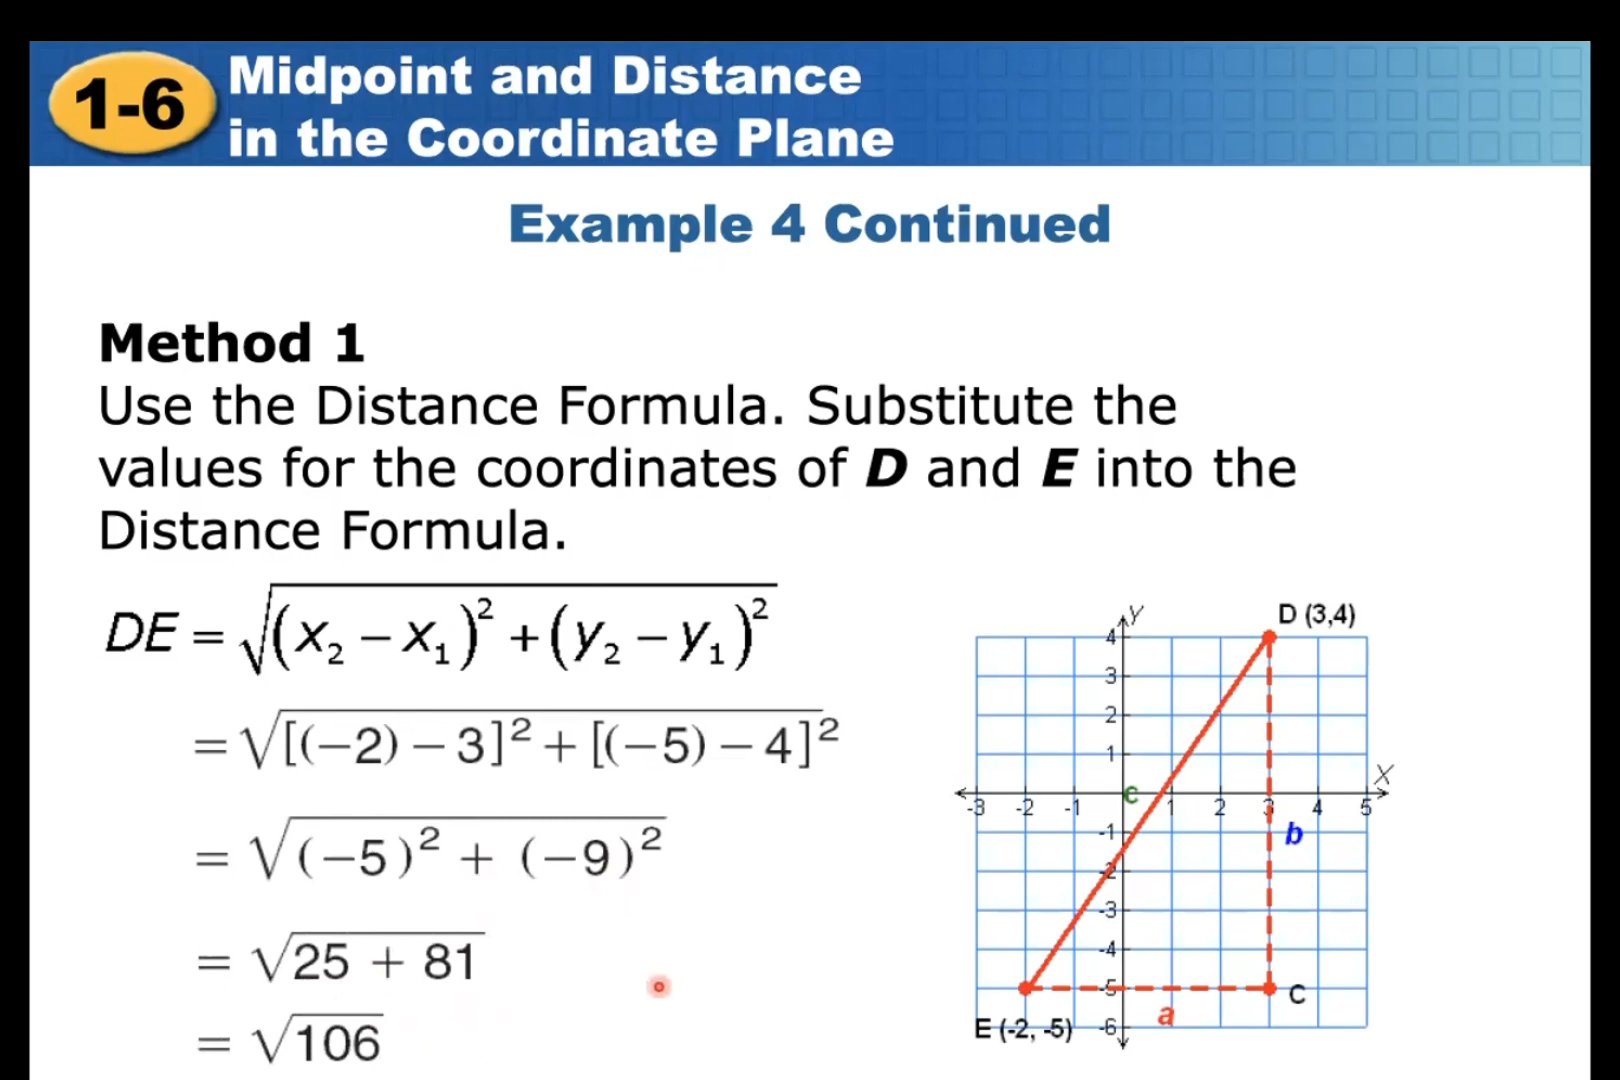 1-6
Midpoint and Distance
in the Coordinate Plane
Example 4 Continued
Method 1
Use the Distance Formula. Substitute the
values for the coordinates of D and E into the
Distance Formula.
DE = √((x₂ – x₁)² + (y₂ – y₁)²)
= √([(−2) − 3]² + [(−5) − 4]²)
= √((−5)² + (−9)²)
= √(25 + 81)
= √106
D (3,4)
Y
4
3
2
1
X
-3 -2 -1 1 2 3 4 5
c
b
-1
-2
-3
-4
-5
C
a
E (-2, -5)
-6